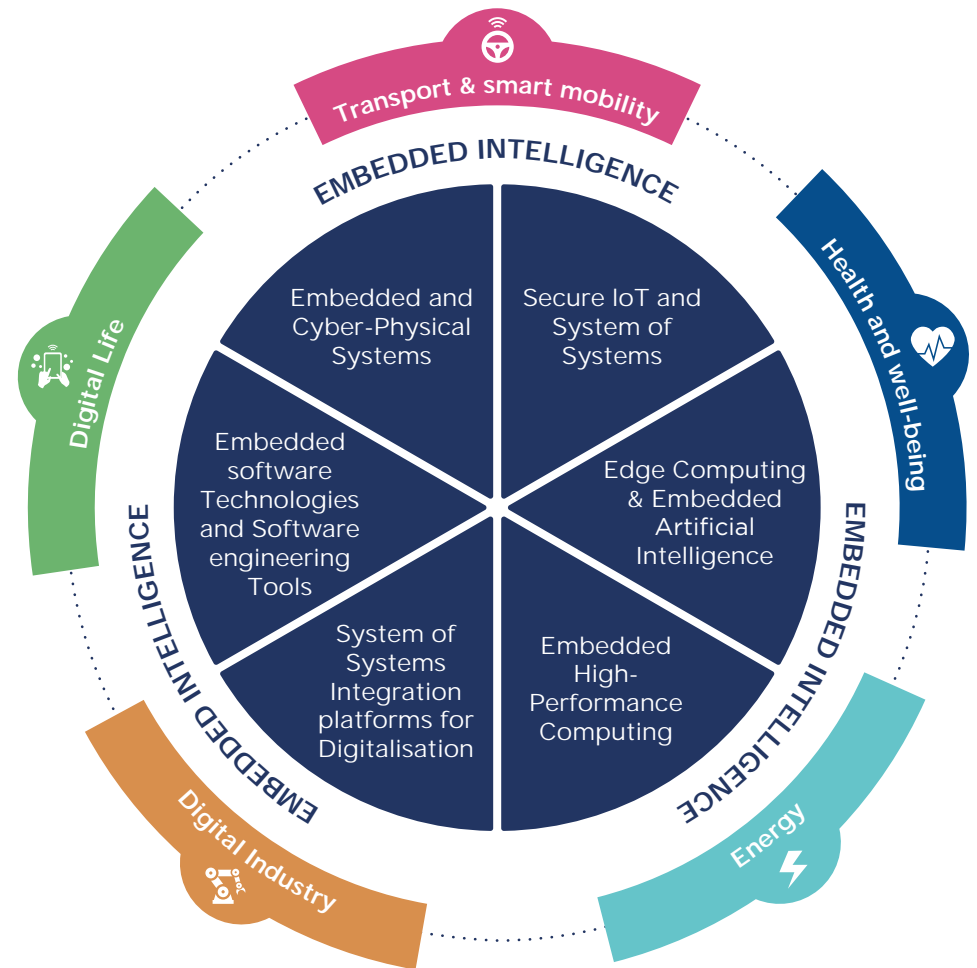 Transport & smart mobility
EMBEDDED INTELLIGENCE
Embedded and
Cyber-Physical
Systems
Secure IoT and
System of
Systems
Health and well-being
Digital Life
Embedded
software
Technologies
and Software
engineering
Tools
Edge Computing
& Embedded
Artificial
Intelligence
EMBEDDED INTELLIGENCE
EMBEDDED INTELLIGENCE
System of
Systems
Integration
platforms for
Digitalisation
Embedded
High-
Performance
Computing
Digital Industry
Energy